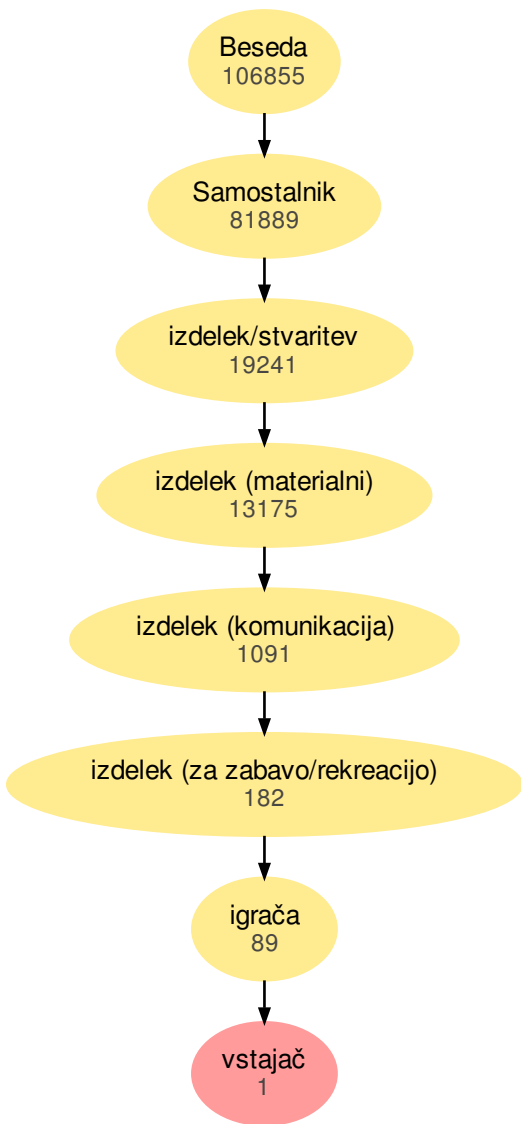 Beseda
106855
Samostalnik
81889
izdelek/stvaritev
19241
izdelek (materialni)
13175
izdelek (komunikacija)
1091
izdelek (za zabavo/rekreacijo)
182
igrača
89
vstajač
1